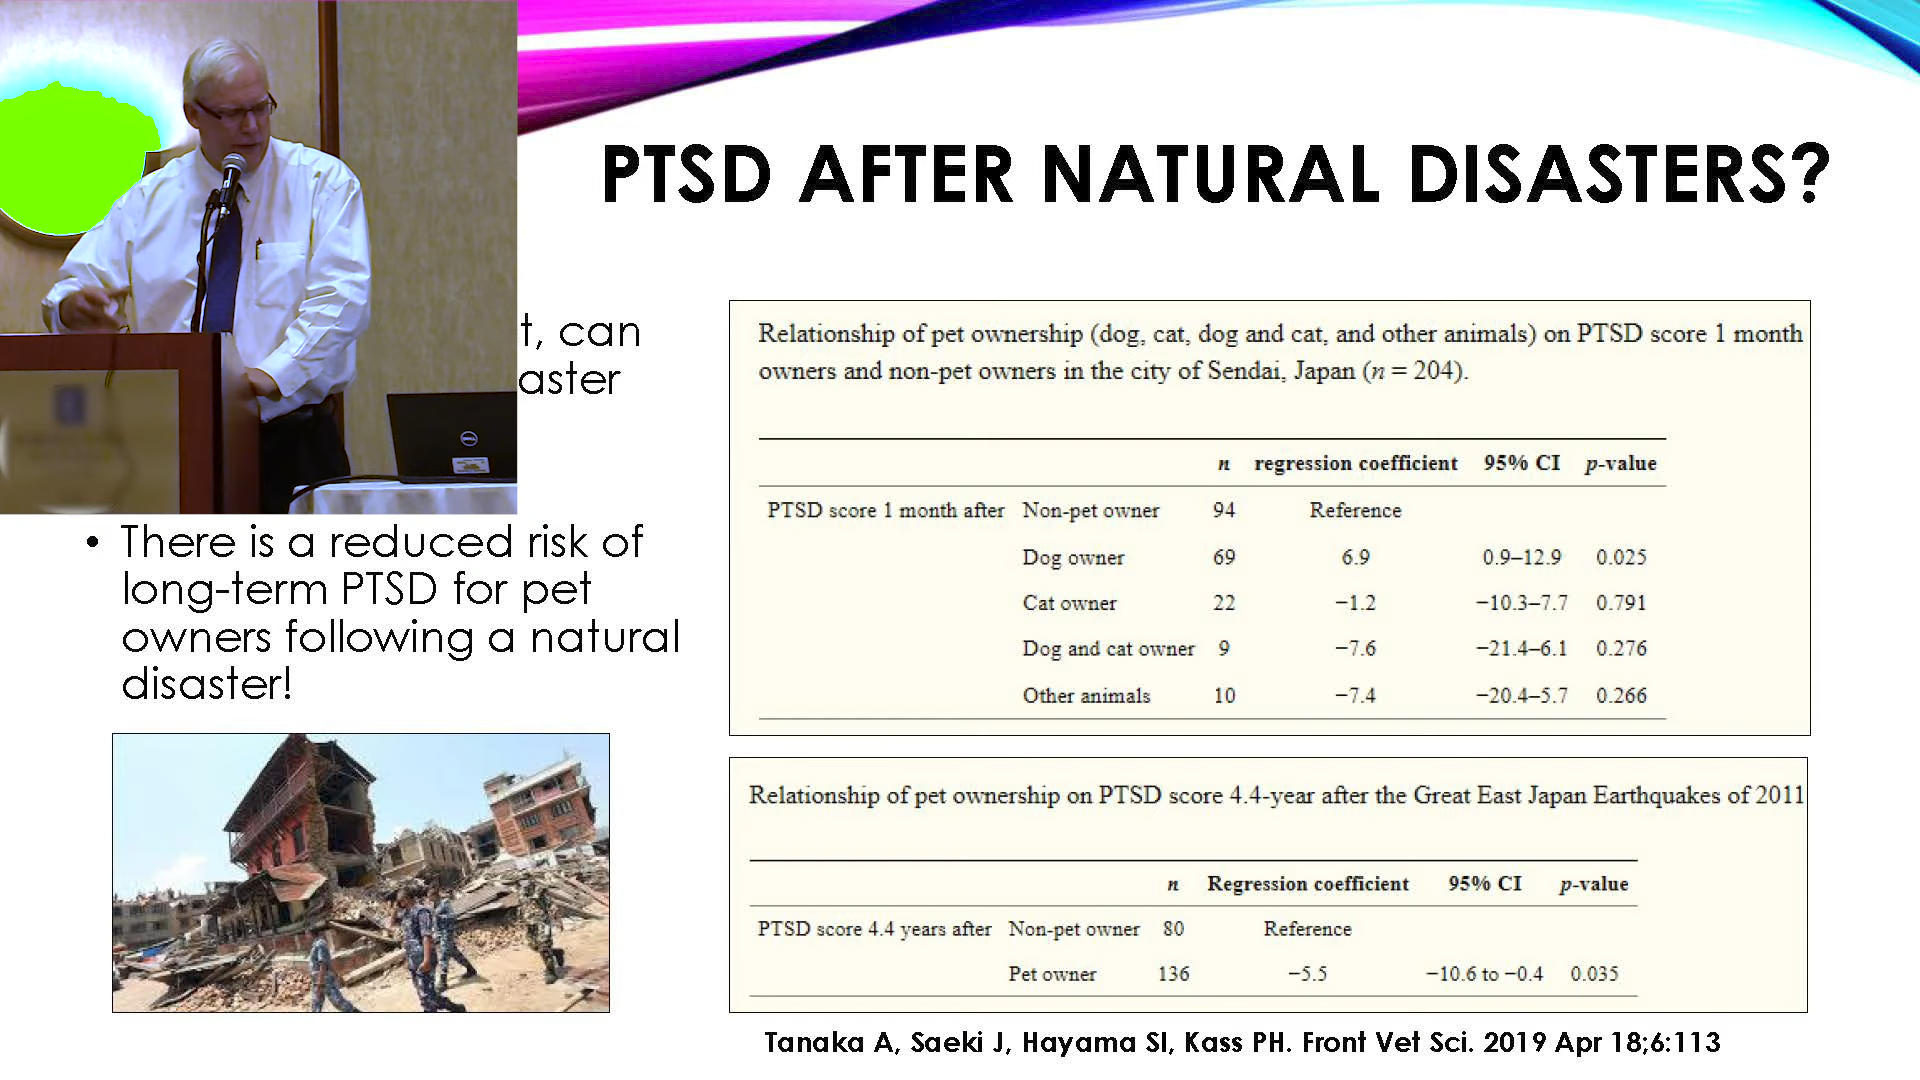 PTSD AFTER NATURAL DISASTERS?
t, can
aster
• There is a reduced risk of
long-term PTSD for pet
owners following a natural
disaster!
Relationship of pet ownership (dog, cat, dog and cat, and other animals) on PTSD score 1 month
owners and non-pet owners in the city of Sendai, Japan (n = 204).
n regression coefficient 95% CI p-value
PTSD score 1 month after Non-pet owner 94 Reference
Dog owner 69 6.9 0.9–12.9 0.025
Cat owner 22 −1.2 −10.3–7.7 0.791
Dog and cat owner 9 −7.6 −21.4–6.1 0.276
Other animals 10 −7.4 −20.4–5.7 0.266
Relationship of pet ownership on PTSD score 4.4-year after the Great East Japan Earthquakes of 2011
n Regression coefficient 95% CI p-value
PTSD score 4.4 years after Non-pet owner 80 Reference
Pet owner 136 −5.5 −10.6 to −0.4 0.035
Tanaka A, Saeki J, Hayama SI, Kass PH. Front Vet Sci. 2019 Apr 18;6:113
DELL